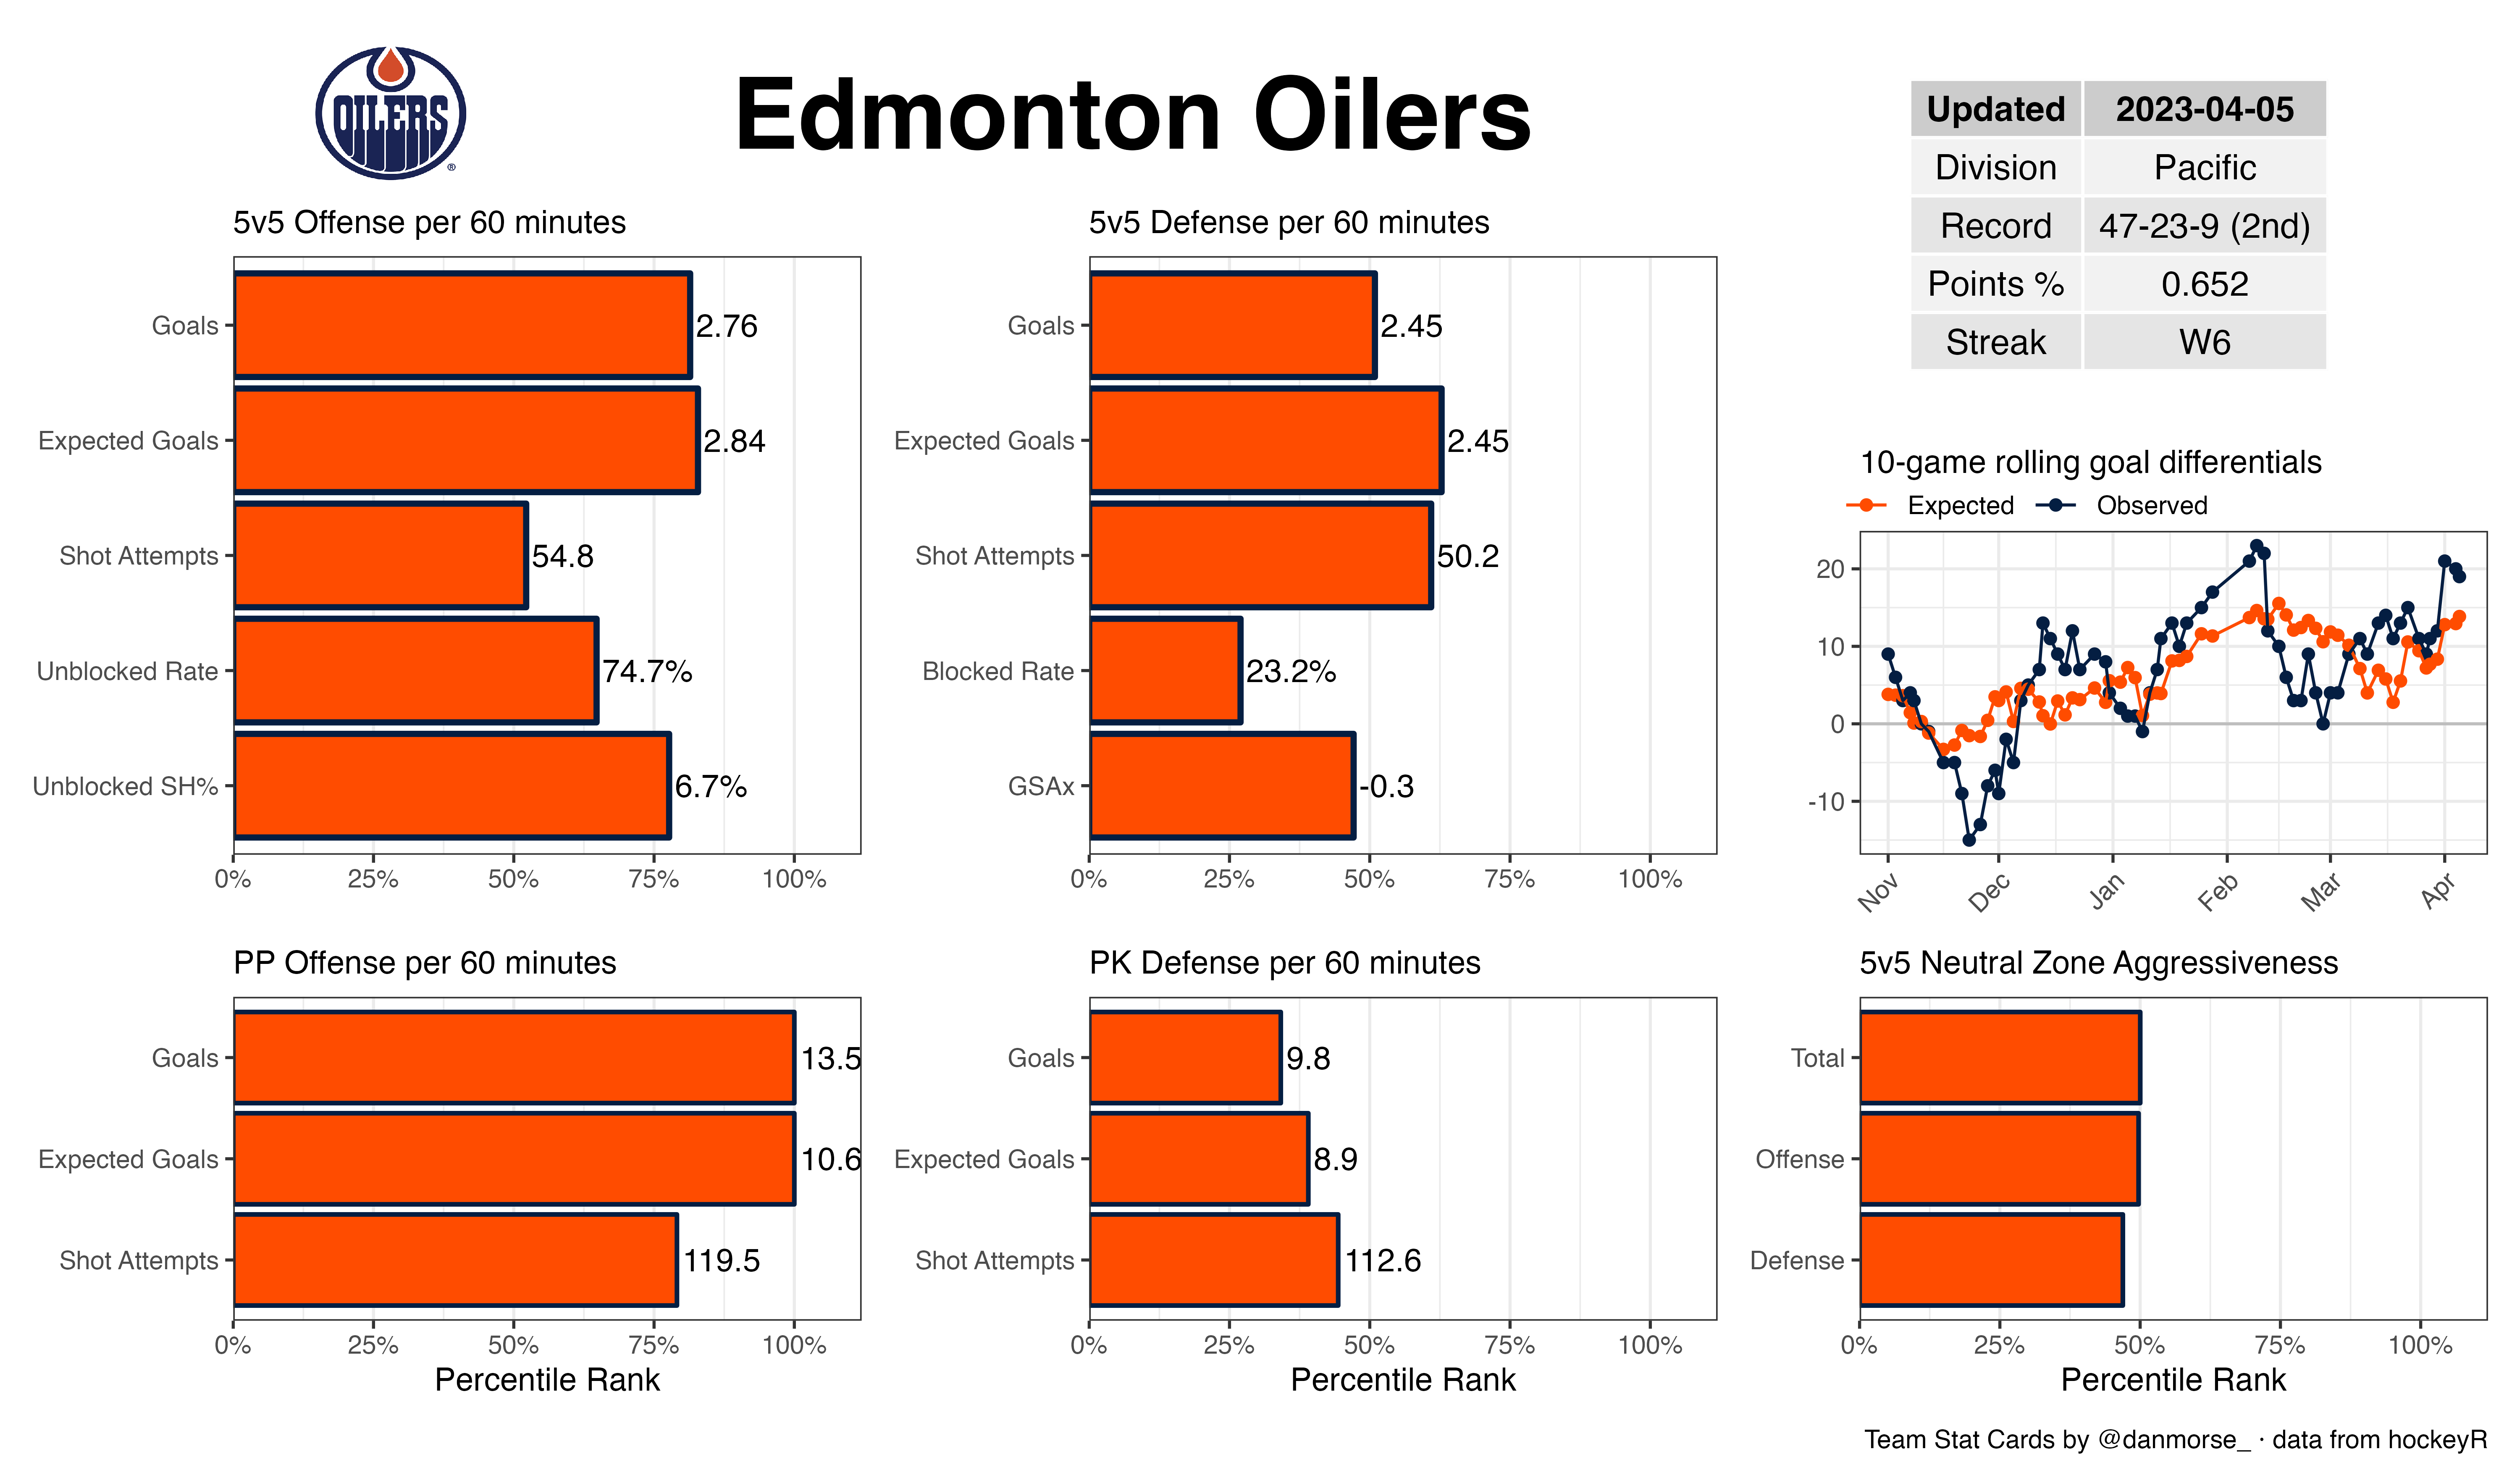 OILERS
®
Edmonton Oilers
Updated 2023-04-05
Division Pacific
Record 47-23-9 (2nd)
Points % 0.652
Streak W6
5v5 Offense per 60 minutes
Goals 2.76
Expected Goals 2.84
Shot Attempts 54.8
Unblocked Rate 74.7%
Unblocked SH% 6.7%
0% 25% 50% 75% 100%
5v5 Defense per 60 minutes
Goals 2.45
Expected Goals 2.45
Shot Attempts 50.2
Blocked Rate 23.2%
GSAx -0.3
0% 25% 50% 75% 100%
10-game rolling goal differentials
Expected Observed
20
10
0
-10
Nov Dec Jan Feb Mar Apr
PP Offense per 60 minutes
Goals 13.5
Expected Goals 10.6
Shot Attempts 119.5
0% 25% 50% 75% 100%
Percentile Rank
PK Defense per 60 minutes
Goals 9.8
Expected Goals 8.9
Shot Attempts 112.6
0% 25% 50% 75% 100%
Percentile Rank
5v5 Neutral Zone Aggressiveness
Total
Offense
Defense
0% 25% 50% 75% 100%
Percentile Rank
Team Stat Cards by @danmorse_ · data from hockeyR